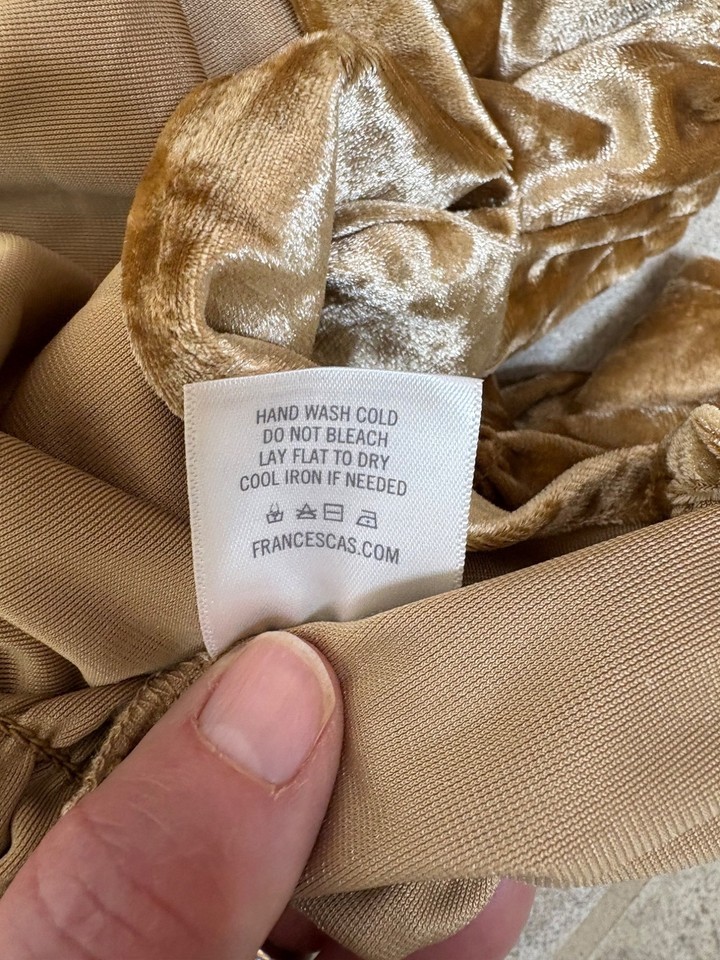 HAND WASH COLD
DO NOT BLEACH
LAY FLAT TO DRY
COOL IRON IF NEEDED
FRANCESCAS.COM